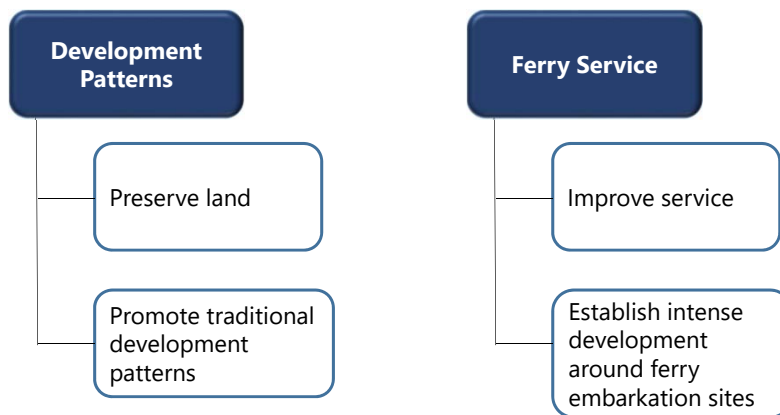 Development
Patterns
Preserve land
Promote traditional
development
patterns
Ferry Service
Improve service
Establish intense
development
around ferry
embarkation sites